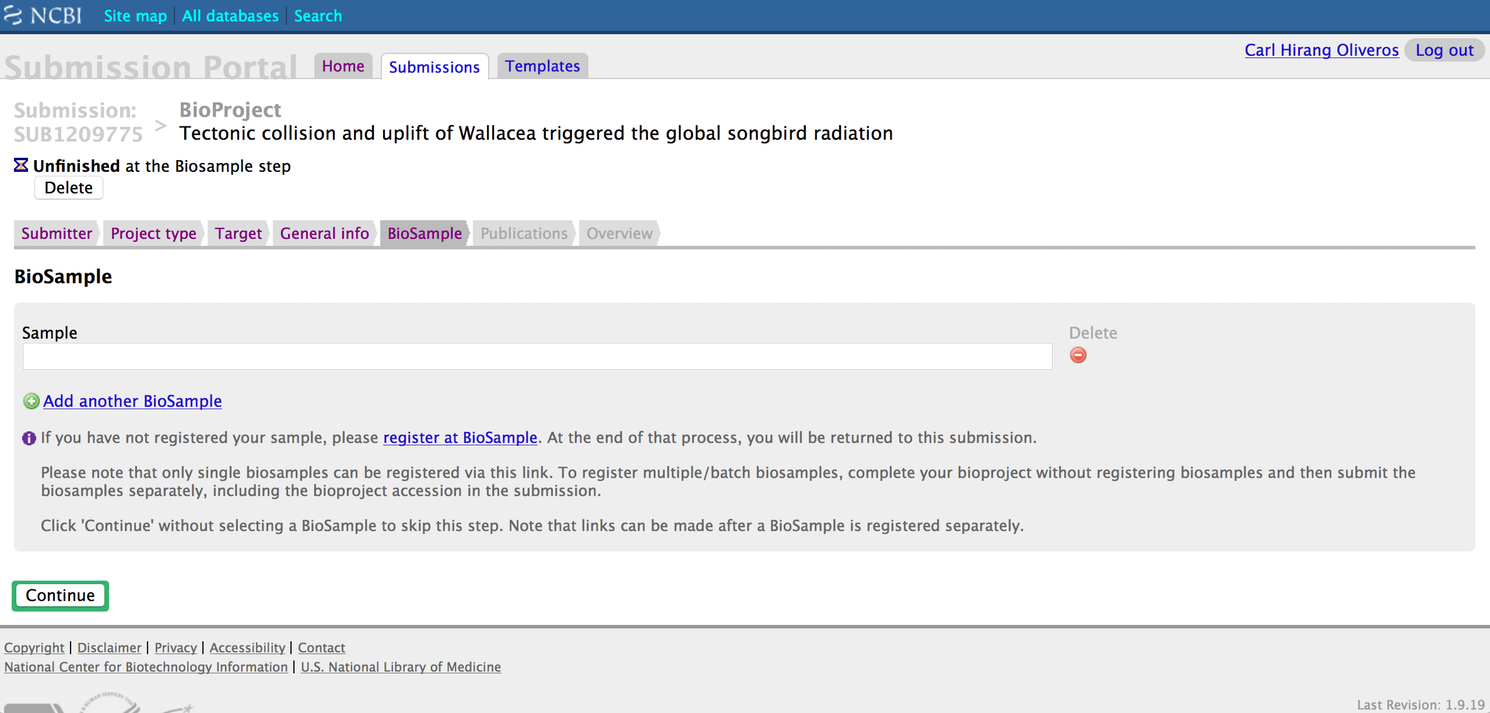 NCBI Site map All databases Search
Carl Hirang Oliveros Log out
Submission Portal Home Submissions Templates
Submission: SUB1209775 > BioProject
Tectonic collision and uplift of Wallacea triggered the global songbird radiation
Unfinished at the Biosample step
Delete
Submitter Project type Target General info BioSample Publications Overview
BioSample
Sample Delete
Add another BioSample
If you have not registered your sample, please register at BioSample. At the end of that process, you will be returned to this submission.
Please note that only single biosamples can be registered via this link. To register multiple/batch biosamples, complete your bioproject without registering biosamples and then submit the
biosamples separately, including the bioproject accession in the submission.
Click 'Continue' without selecting a BioSample to skip this step. Note that links can be made after a BioSample is registered separately.
Continue
Copyright | Disclaimer | Privacy | Accessibility | Contact
National Center for Biotechnology Information | U.S. National Library of Medicine
Last Revision: 1.9.19